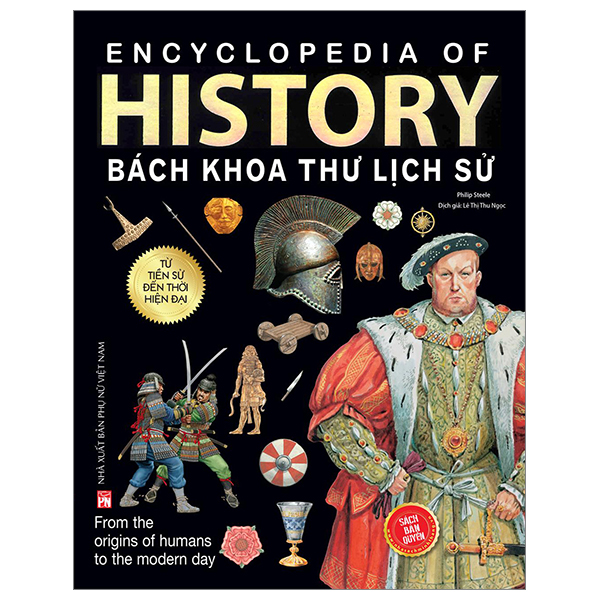 ENCYCLOPEDIA OF
HISTORY
BÁCH KHOA THƯ LỊCH SỬ
Philip Steele
Dịch giả: Lê Thị Thu Ngọc
TỪ
TIỀN SỬ
ĐẾN THỜI
HIỆN ĐẠI
NHÀ XUẤT BẢN PHỤ NỮ VIỆT NAM
PN
SÁCH
BẢN
QUYỀN
From the
origins of humans
to the modern day